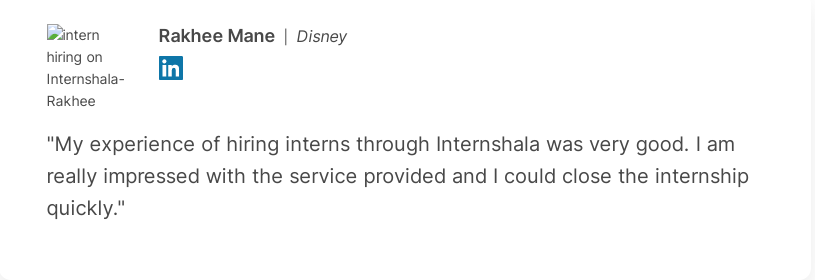 intern
hiring on
Internshala-
Rakhee
Rakhee Mane | Disney
in
"My experience of hiring interns through Internshala was very good. I am
really impressed with the service provided and I could close the internship
quickly."